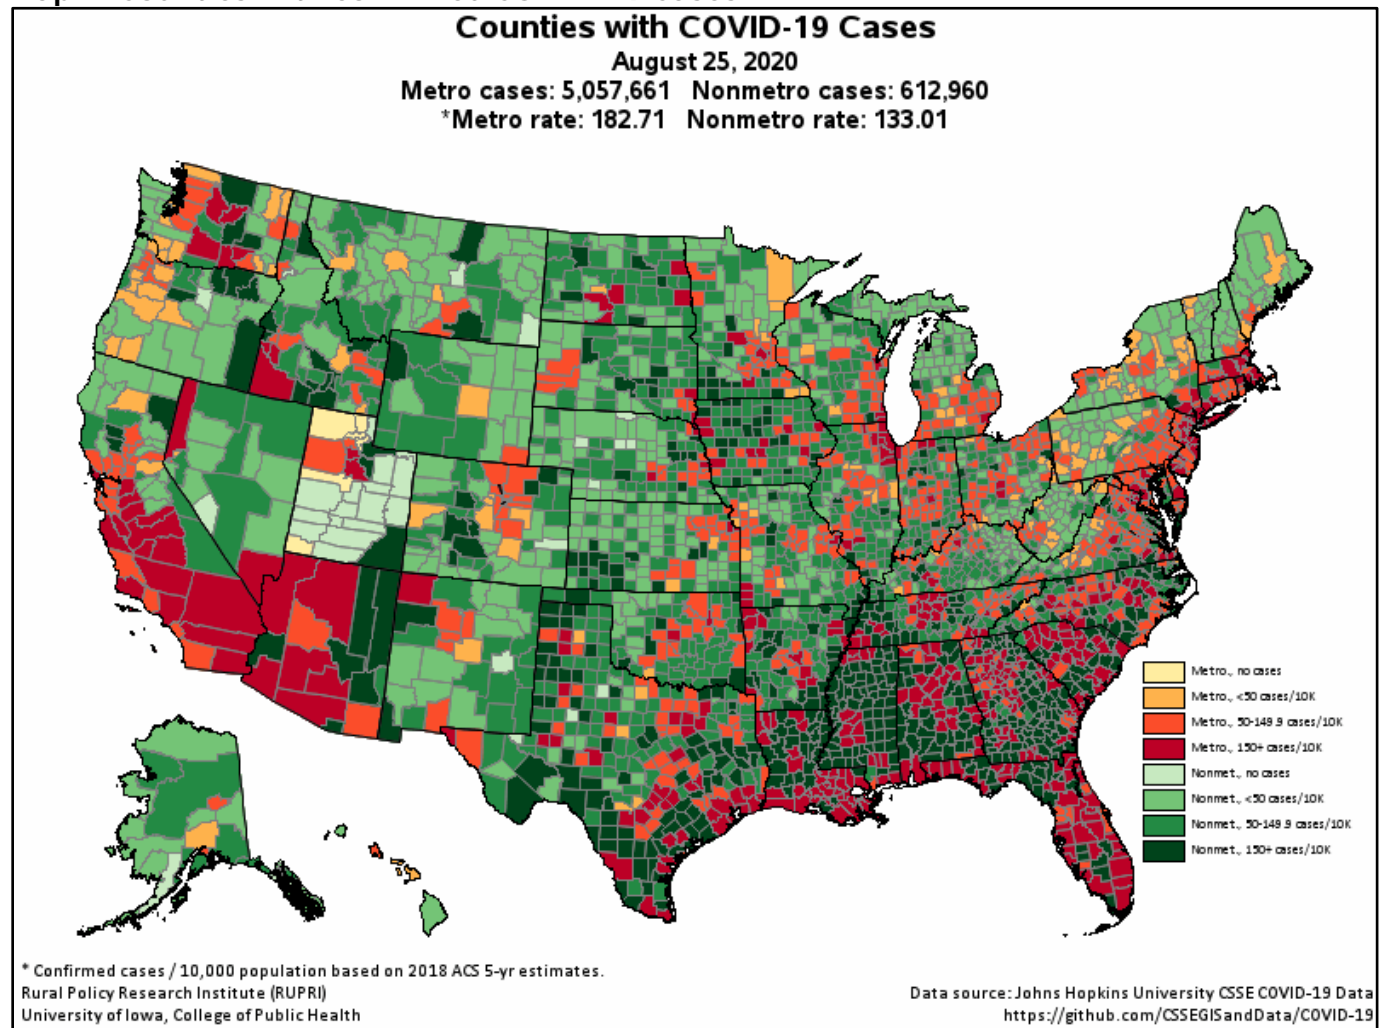 Counties with COVID-19 Cases
August 25, 2020
Metro cases: 5,057,661 Nonmetro cases: 612,960
*Metro rate: 182.71 Nonmetro rate: 133.01
Metro., no cases
Metro., <50 cases/10K
Metro., 50-149.9 cases/10K
Metro., 150+ cases/10K
Nonmet., no cases
Nonmet., <50 cases/10K
Nonmet., 50-149.9 cases/10K
Nonmet., 150+ cases/10K
* Confirmed cases / 10,000 population based on 2018 ACS 5-yr estimates.
Rural Policy Research Institute (RUPRI)
University of Iowa, College of Public Health
Data source: Johns Hopkins University CSSE COVID-19 Data
https://github.com/CSSEGISandData/COVID-19